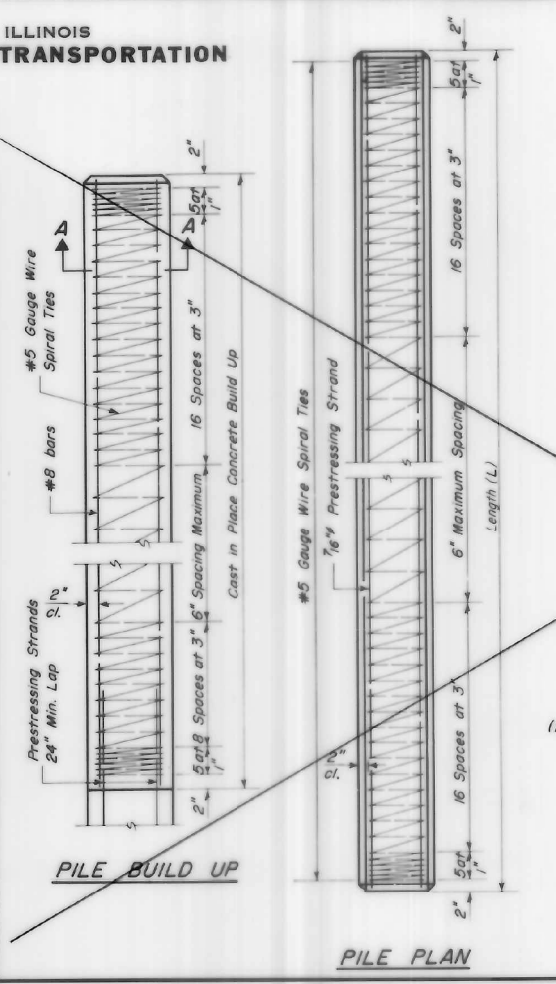 ILLINOIS
TRANSPORTATION
2"
5 at
1"
A
A
#5 Gauge Wire
Spiral Ties
16 Spaces at 3"
#8 bars
Cast in Place Concrete Build Up
6" Spacing Maximum
2"
cl.
8 Spaces at 3"
Prestressing Strands
24" Min. Lap
5 at
1"
2"
PILE BUILD UP
2"
5 at
1"
16 Spaces at 3"
#5 Gauge Wire Spiral Ties
7/16"φ Prestressing Strand
6" Maximum Spacing
Length (L)
16 Spaces at 3"
2"
cl.
5 at
1"
2"
PILE PLAN